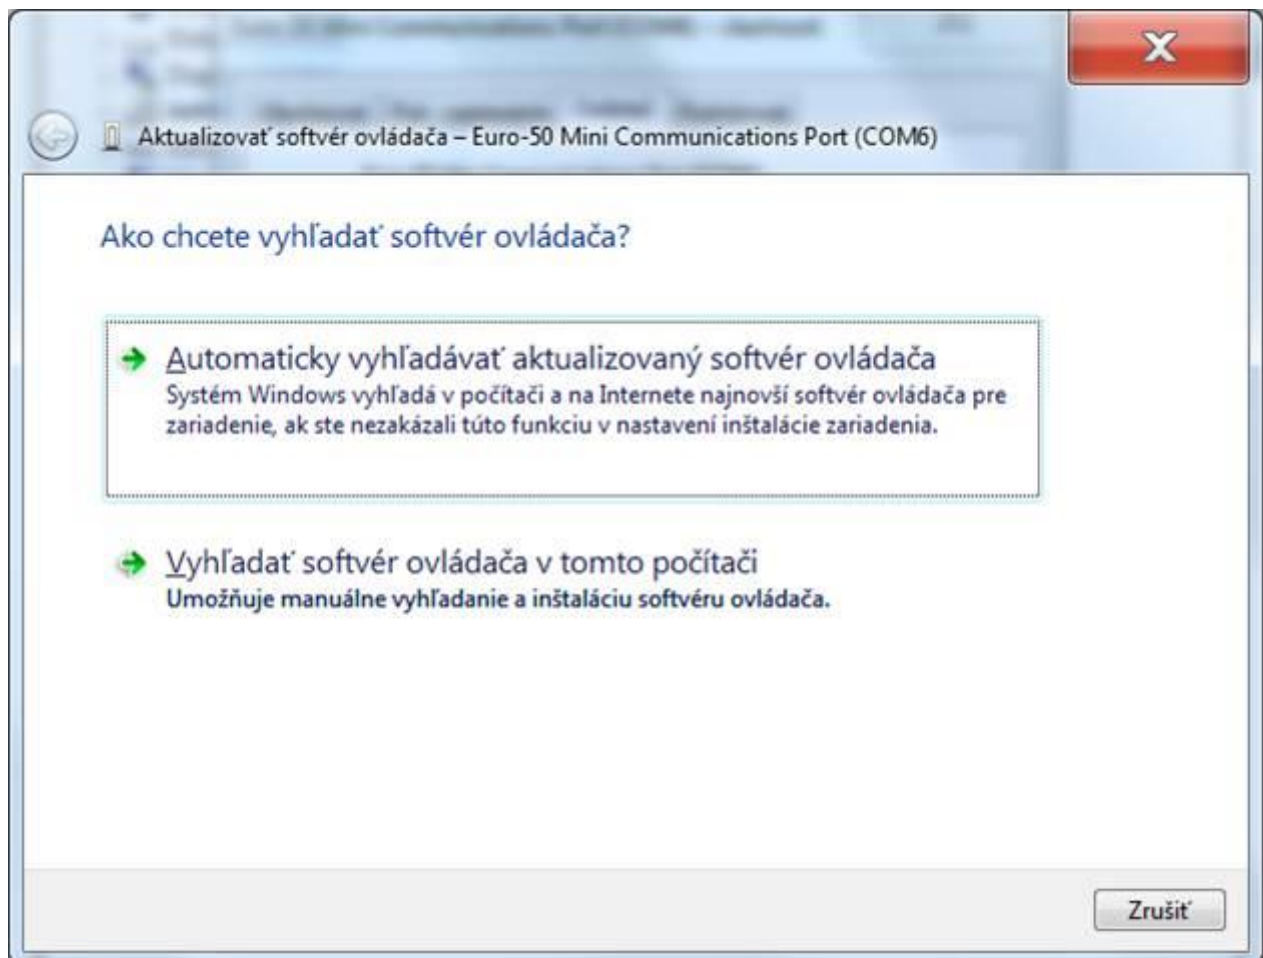 Aktualizovať softvér ovládača – Euro-50 Mini Communications Port (COM6)
Ako chcete vyhľadať softvér ovládača?
Automaticky vyhľadávať aktualizovaný softvér ovládača
Systém Windows vyhľadá v počítači a na Internete najnovší softvér ovládača pre
zariadenie, ak ste nezakázali túto funkciu v nastavení inštalácie zariadenia.
Vyhľadať softvér ovládača v tomto počítači
Umožňuje manuálne vyhľadanie a inštaláciu softvéru ovládača.
Zrušiť